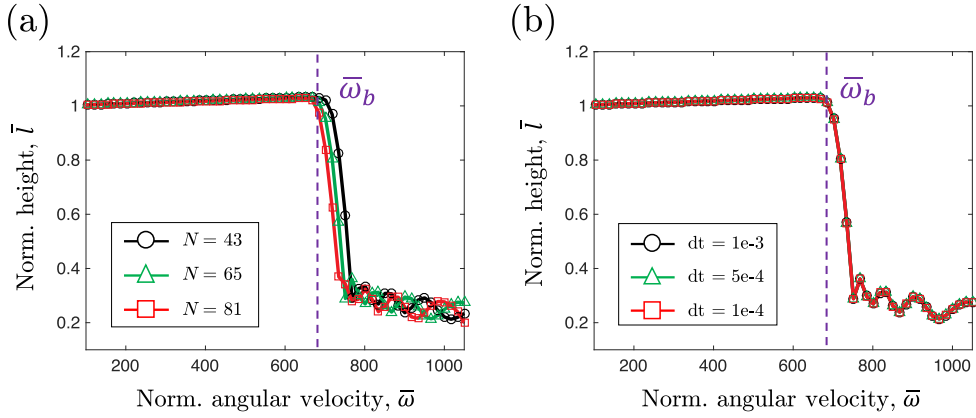 (a)
1.2
1
0.8
0.6
0.4
0.2
Norm. height, l̅
ω̅_b
N = 43
N = 65
N = 81
200 400 600 800 1000
Norm. angular velocity, ω̅
(b)
1.2
1
0.8
0.6
0.4
0.2
Norm. height, l̅
ω̅_b
dt = 1e-3
dt = 5e-4
dt = 1e-4
200 400 600 800 1000
Norm. angular velocity, ω̅